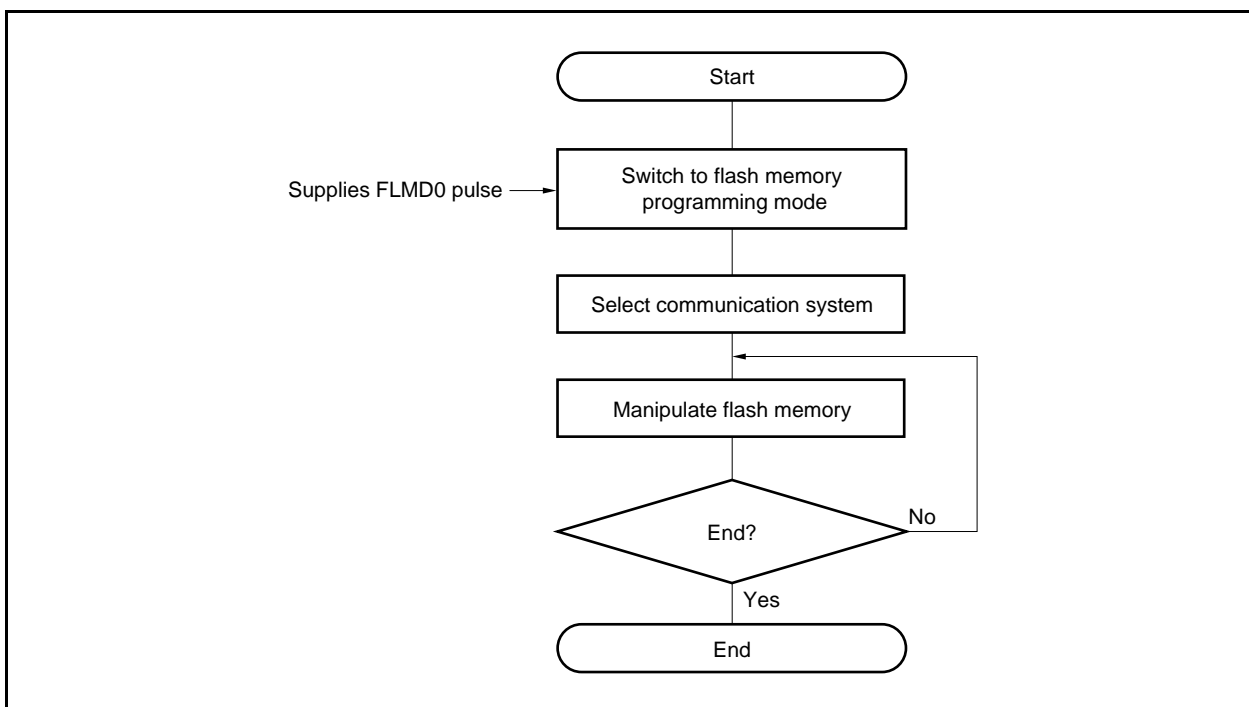 Start
Supplies FLMD0 pulse
Switch to flash memory
programming mode
Select communication system
Manipulate flash memory
End?
No
Yes
End